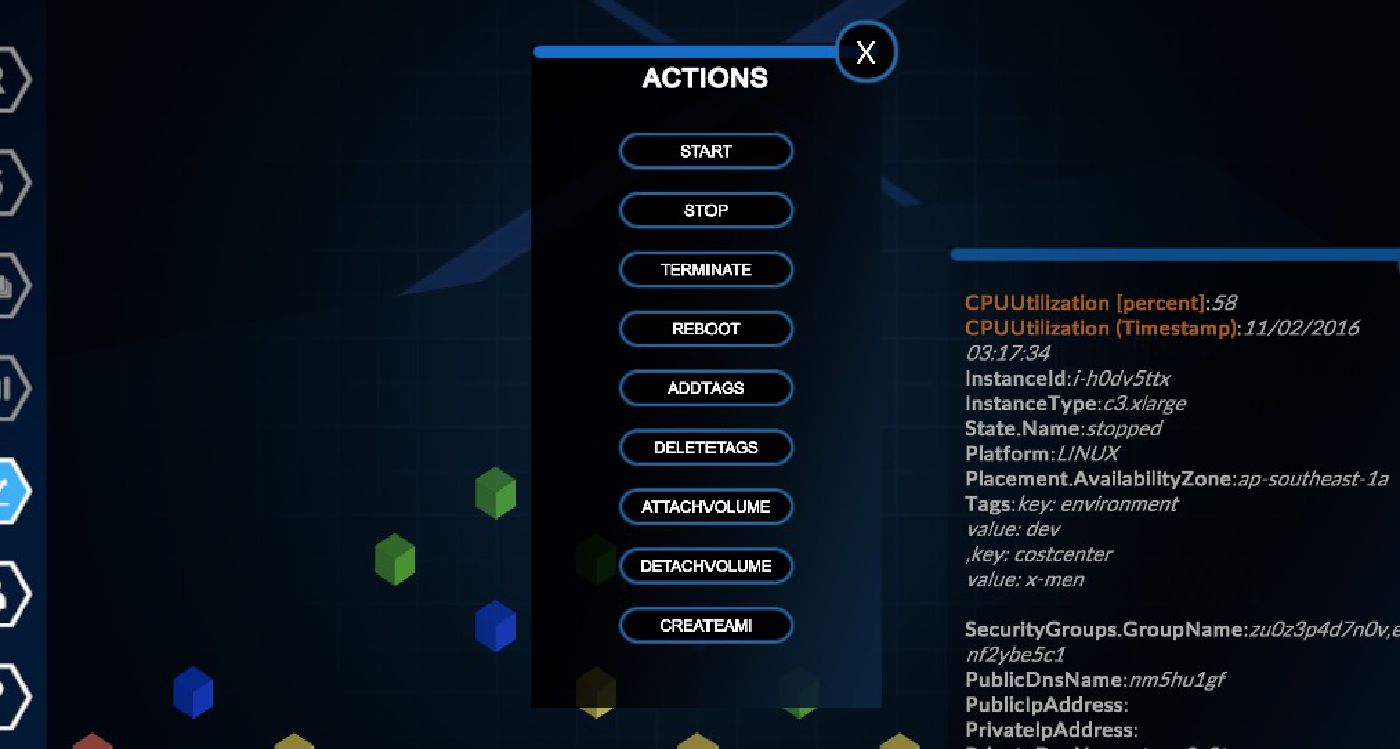 X
ACTIONS
START
STOP
TERMINATE
REBOOT
ADDTAGS
DELETETAGS
ATTACHVOLUME
DETACHVOLUME
CREATEAMI
CPUUtilization [percent]:58
CPUUtilization (Timestamp):11/02/2016
03:17:34
InstanceId:i-h0dv5ttx
InstanceType:c3.xlarge
State.Name:stopped
Platform:LINUX
Placement.AvailabilityZone:ap-southeast-1a
Tags:key: environment
value: dev
,key: costcenter
value: x-men
SecurityGroups.GroupName:zu0z3p4d7n0v,e
nf2ybe5c1
PublicDnsName:nm5hu1gf
PublicIpAddress:
PrivateIpAddress: